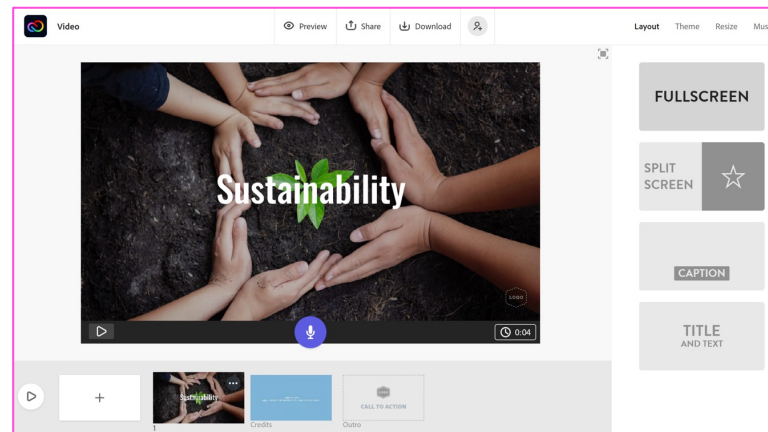 Video
Preview
Share
Download
Layout
Theme
Resize
Mus
FULLSCREEN
SPLIT
SCREEN
CAPTION
TITLE
AND TEXT
Sustainability
LOGO
0:04
+
Sustainability
1
Credits
CALL TO ACTION
Outro